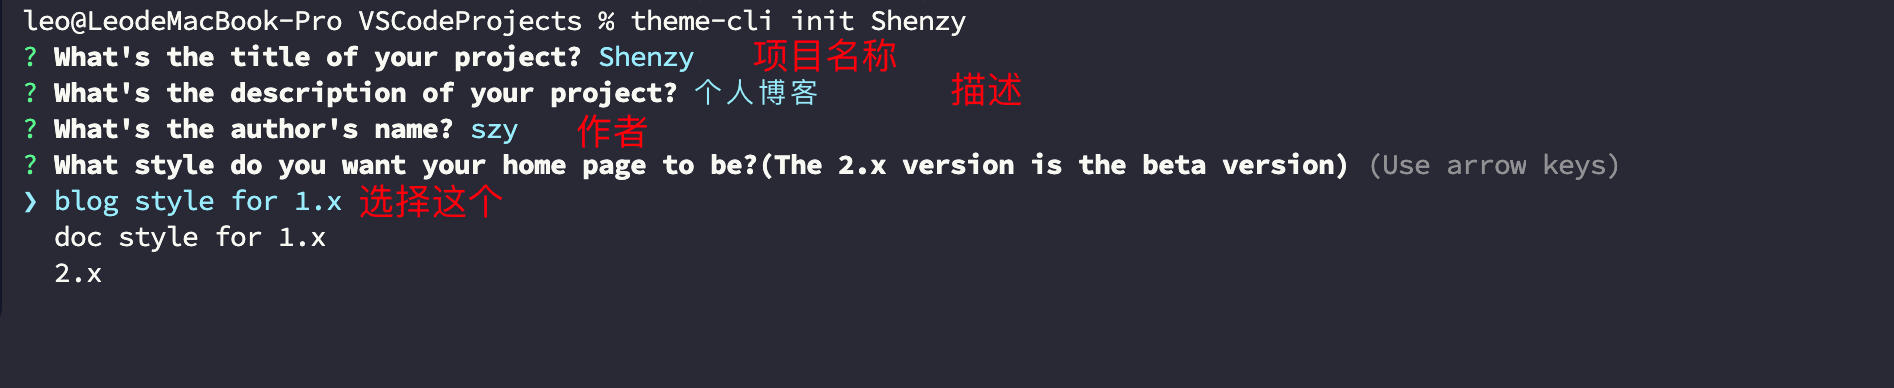 leo@LeodeMacBook-Pro VSCodeProjects % theme-cli init Shenzy
? What's the title of your project? Shenzy 项目名称
? What's the description of your project? 个人博客 描述
? What's the author's name? szy 作者
? What style do you want your home page to be?(The 2.x version is the beta version) (Use arrow keys)
❯ blog style for 1.x 选择这个
doc style for 1.x
2.x